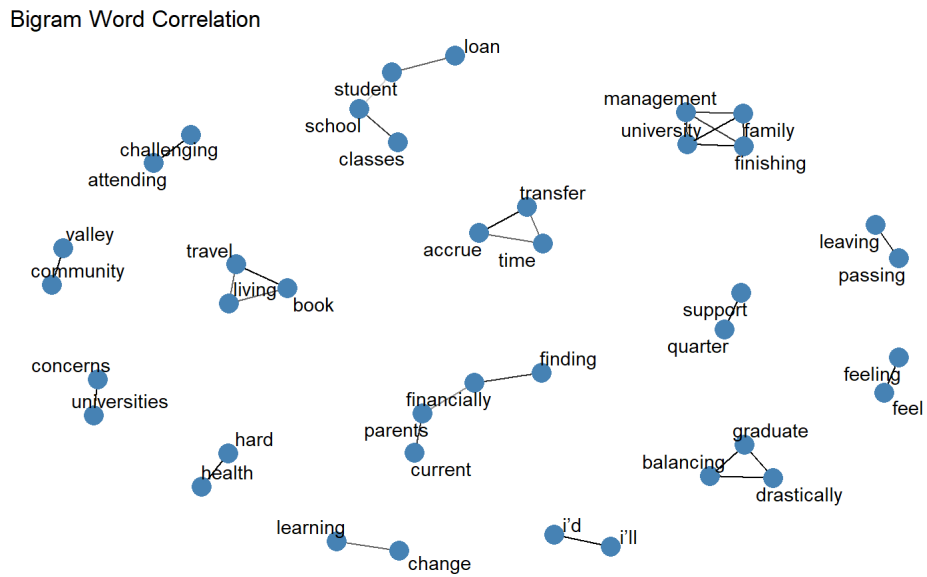 Bigram Word Correlation
loan
student
school
classes
management
university
family
finishing
challenging
attending
transfer
accrue
time
valley
community
travel
living
book
leaving
passing
support
quarter
concerns
universities
finding
financially
parents
current
feeling
feel
hard
health
graduate
balancing
drastically
learning
change
i'd
i'll